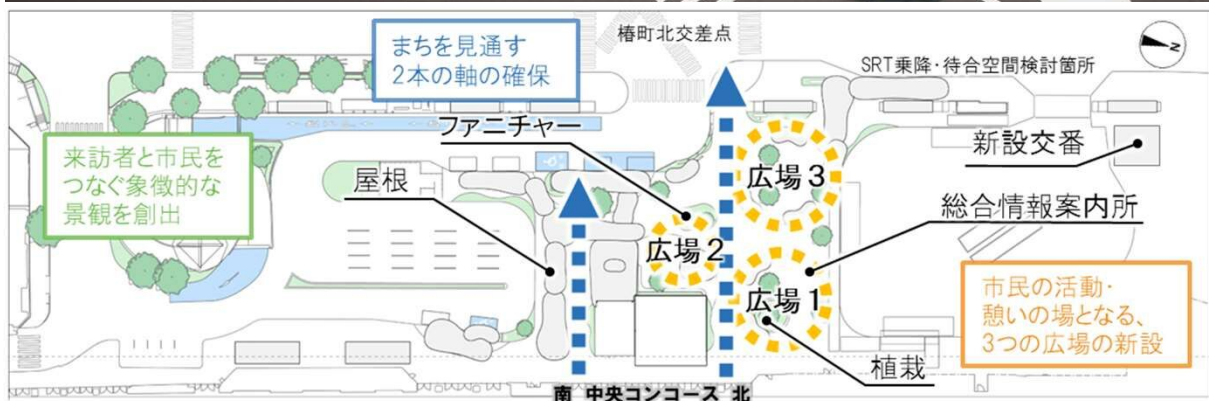 まちを見通す
2本の軸の確保
椿町北交差点
N
SRT乗降・待合空間検討箇所
ファニチャー
新設交番
来訪者と市民を
つなぐ象徴的な
景観を創出
屋根
広場3
総合情報案内所
広場2
広場1
市民の活動・
憩いの場となる、
3つの広場の新設
植栽
南 中央コンコース 北